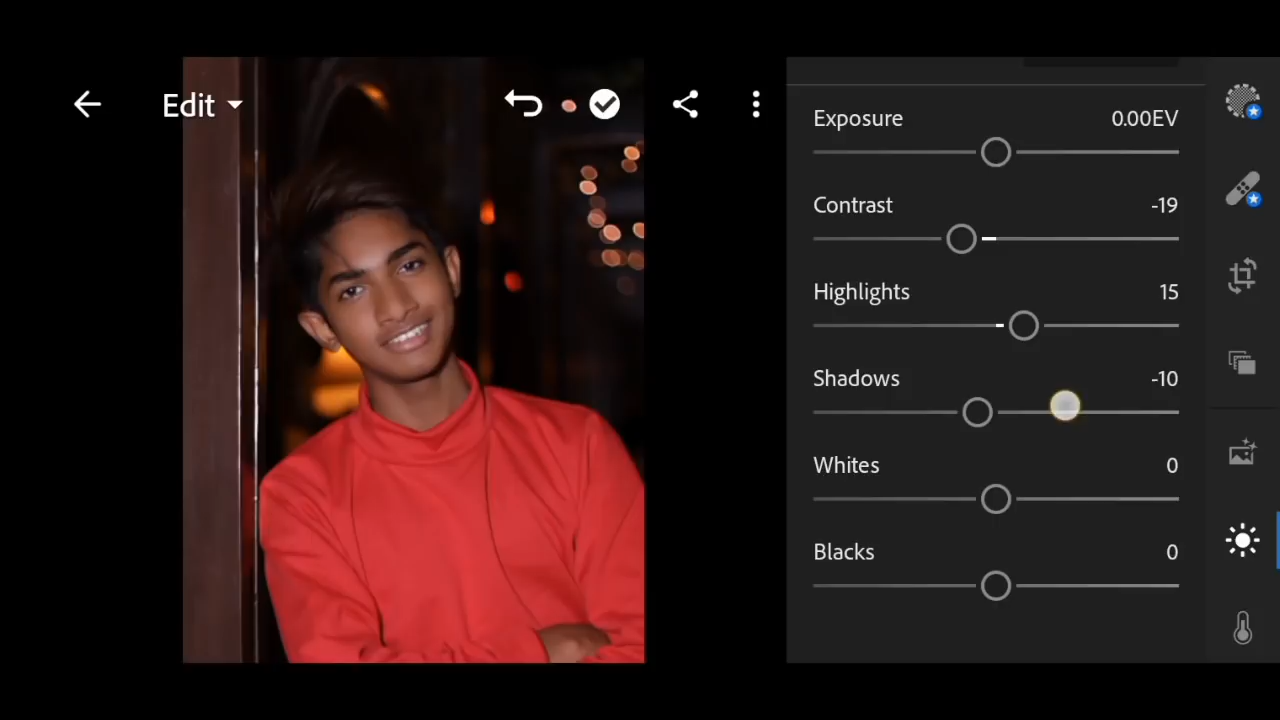 Edit
Exposure 0.00EV
Contrast -19
Highlights 15
Shadows -10
Whites 0
Blacks 0